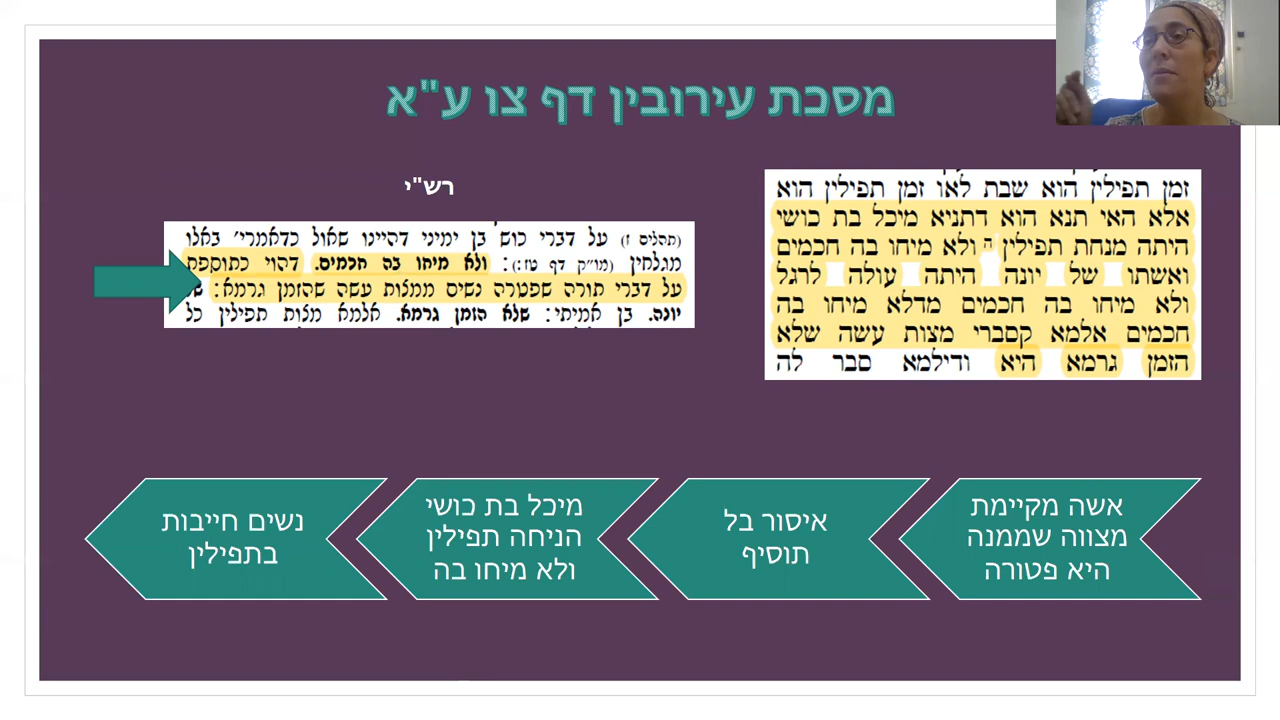 מסכת עירובין דף צו ע"א
זמן תפילין הוא שבת לאו זמן תפילין הוא
אלא האי תנא הוא דתניא מיכל בת כושי
היתה מנחת תפילין ה ולא מיחו בה חכמים
ואשתו של יונה היתה עולה לרגל
ולא מיחו בה חכמים מדלא מיחו בה
חכמים אלמא קסברי מצות עשה שלא
הזמן גרמא היא ודילמא סבר לה
רש"י
(תהלים ז) על דברי כוש בן ימיני דהיינו שאול כדאמרי' באלו
מגלחין (מו"ק דף טז:): ולא מיחו בה חכמים. דהוי כתוספת
על דברי תורה שפטרה נשים ממצות עשה שהזמן גרמא:
יונה. בן אמיתי: שלא הזמן גרמא. אלמא מצות תפילין כל
אשה מקיימת
מצווה שממנה
היא פטורה
איסור בל
תוסיף
מיכל בת כושי
הניחה תפילין
ולא מיחו בה
נשים חייבות
בתפילין